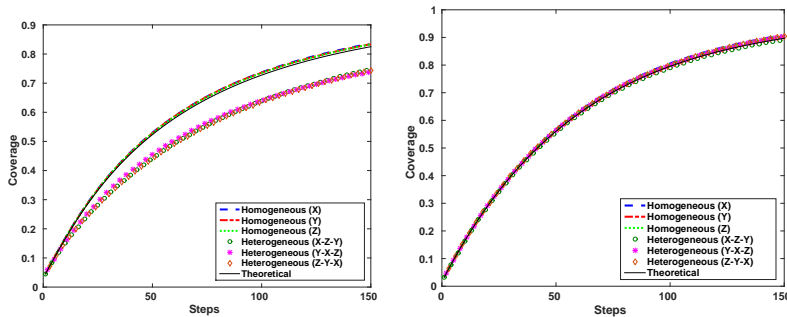 0.9
0.8
0.7
0.6
0.5
0.4
0.3
0.2
0.1
0
Coverage
0 50 100 150
Steps
Homogeneous (X)
Homogeneous (Y)
Homogeneous (Z)
Heterogeneous (X-Z-Y)
Heterogeneous (Y-X-Z)
Heterogeneous (Z-Y-X)
Theoretical
1
0.9
0.8
0.7
0.6
0.5
0.4
0.3
0.2
0.1
0
Coverage
0 50 100 150
Steps
Homogeneous (X)
Homogeneous (Y)
Homogeneous (Z)
Heterogeneous (X-Z-Y)
Heterogeneous (Y-X-Z)
Heterogeneous (Z-Y-X)
Theoretical